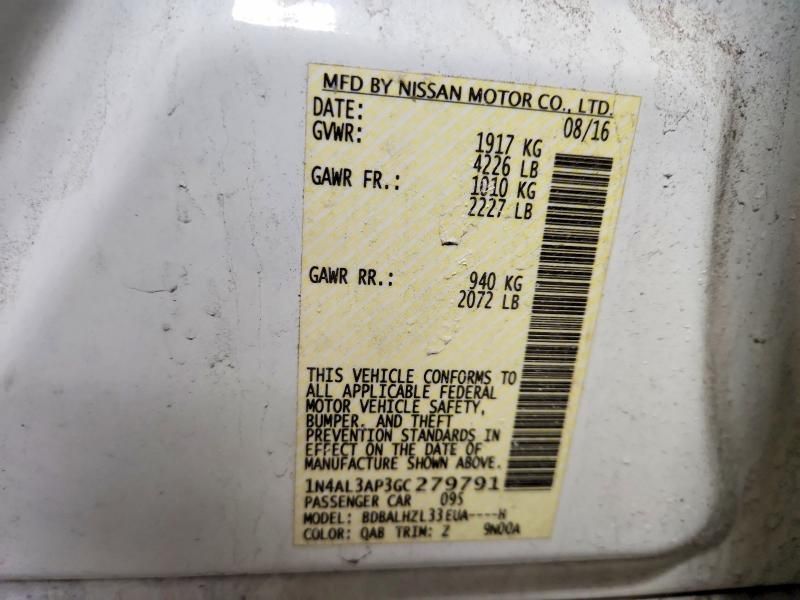 MFD BY NISSAN MOTOR CO., LTD.
DATE: 08/16
GVWR: 1917 KG
4226 LB
GAWR FR.: 1010 KG
2227 LB
GAWR RR.: 940 KG
2072 LB
THIS VEHICLE CONFORMS TO
ALL APPLICABLE FEDERAL
MOTOR VEHICLE SAFETY,
BUMPER, AND THEFT
PREVENTION STANDARDS IN
EFFECT ON THE DATE OF
MANUFACTURE SHOWN ABOVE.
1N4AL3AP3GC279791
PASSENGER CAR 095
MODEL: BDBALHZL33EUA----H
COLOR: QAB TRIM: Z 9N00A